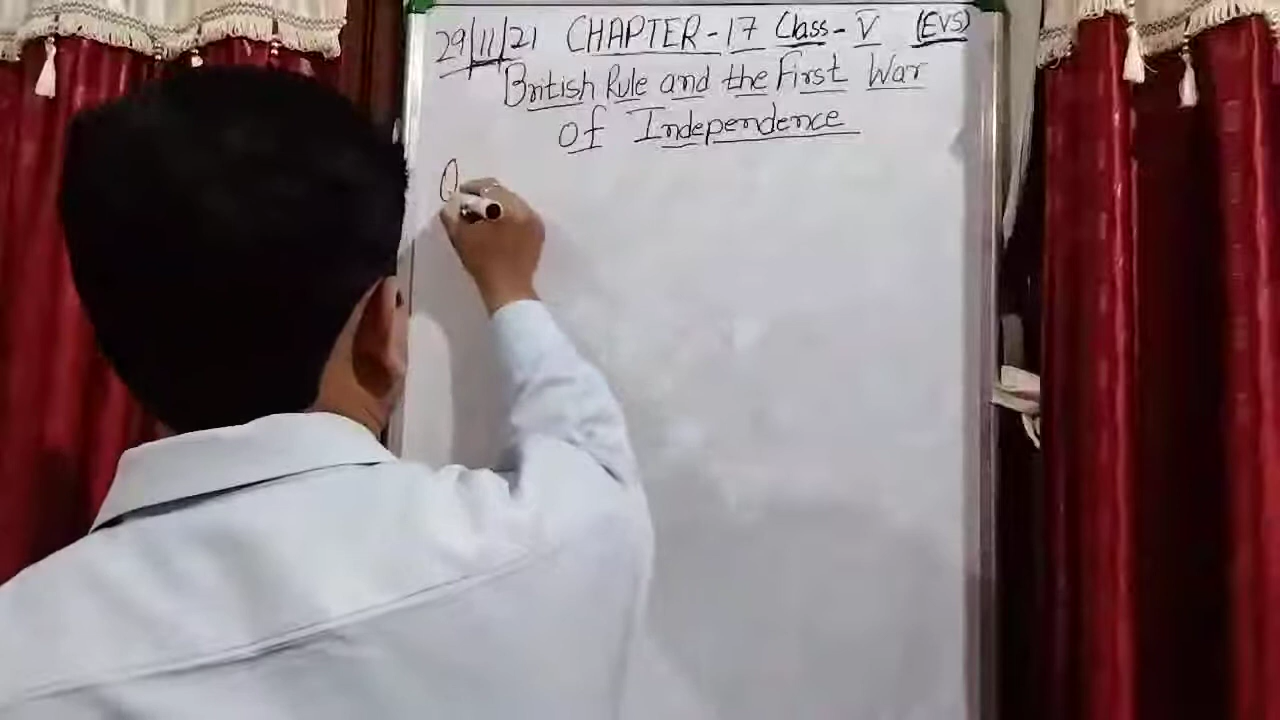 29/11/21 CHAPTER-17 Class-V (EVS)
British Rule and the First War
of Independence
Q